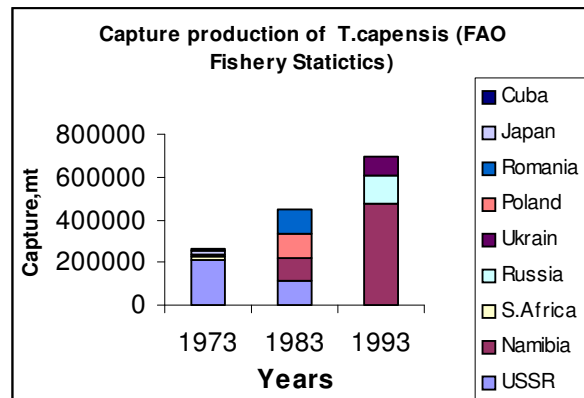 Capture production of T.capensis (FAO
Fishery Statictics)
Capture,mt
800000
600000
400000
200000
0
1973 1983 1993
Years
Cuba
Japan
Romania
Poland
Ukrain
Russia
S.Africa
Namibia
USSR